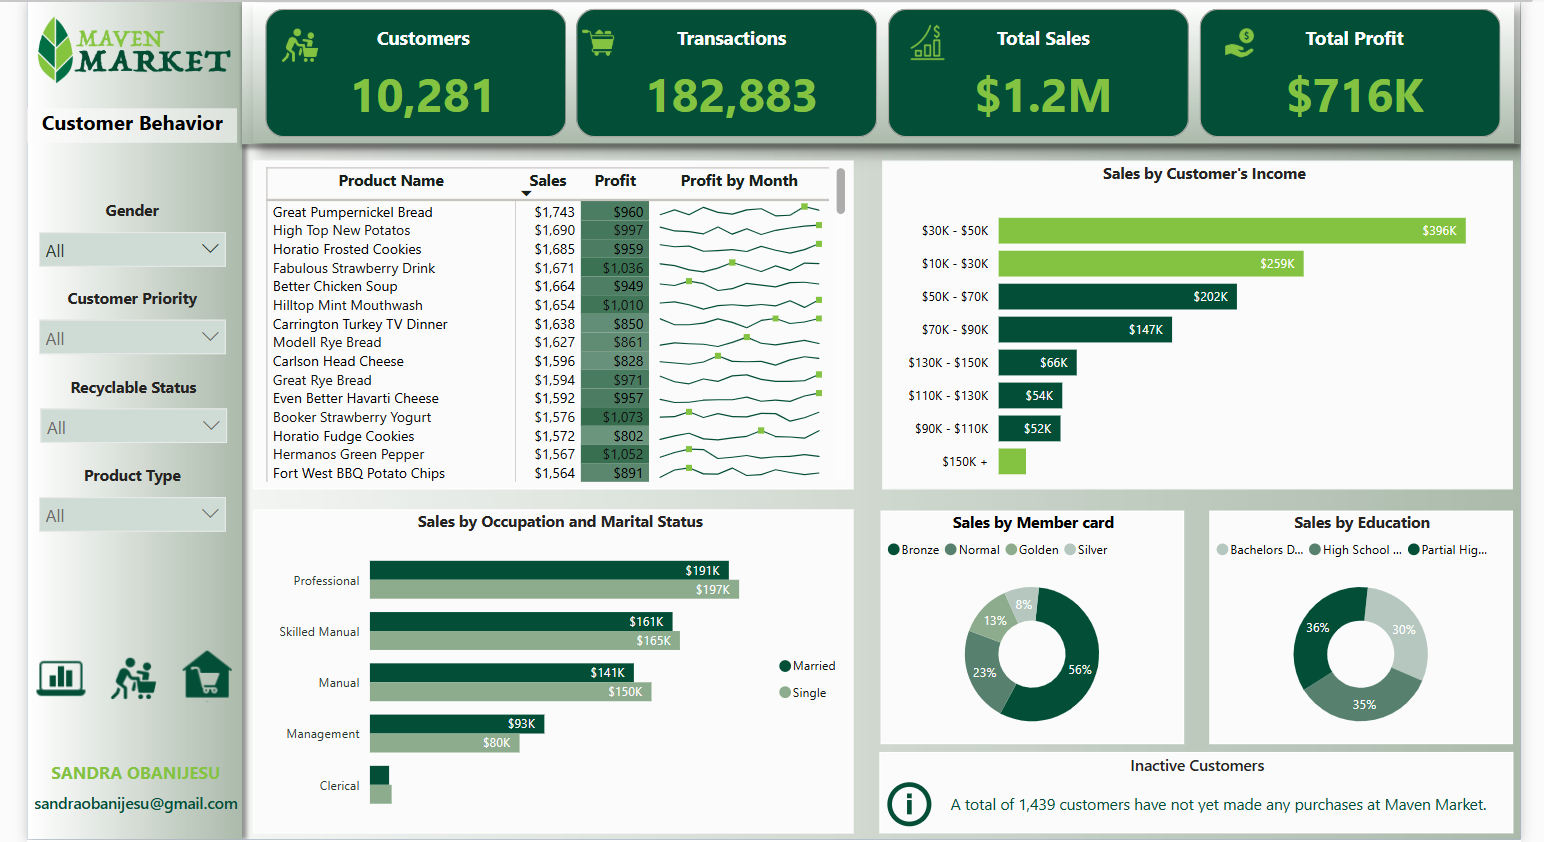 MAVEN
MARKET
Customer Behavior
Gender
All
Customer Priority
All
Recyclable Status
All
Product Type
All
SANDRA OBANIJESU
sandraobanijesu@gmail.com
Customers
10,281
Transactions
182,883
Total Sales
$1.2M
Total Profit
$716K
Product Name Sales Profit Profit by Month
Great Pumpernickel Bread $1,743 $960
High Top New Potatos $1,690 $997
Horatio Frosted Cookies $1,685 $959
Fabulous Strawberry Drink $1,671 $1,036
Better Chicken Soup $1,664 $949
Hilltop Mint Mouthwash $1,654 $1,010
Carrington Turkey TV Dinner $1,638 $850
Modell Rye Bread $1,627 $861
Carlson Head Cheese $1,596 $828
Great Rye Bread $1,594 $971
Even Better Havarti Cheese $1,592 $957
Booker Strawberry Yogurt $1,576 $1,073
Horatio Fudge Cookies $1,572 $802
Hermanos Green Pepper $1,567 $1,052
Fort West BBQ Potato Chips $1,564 $891
Sales by Customer's Income
$30K - $50K $396K
$10K - $30K $259K
$50K - $70K $202K
$70K - $90K $147K
$130K - $150K $66K
$110K - $130K $54K
$90K - $110K $52K
$150K +
Sales by Occupation and Marital Status
$191K
Professional
$197K
$161K
Skilled Manual
$165K
$141K
Manual
$150K
$93K
Management
$80K
Clerical
Married
Single
Sales by Member card
Bronze Normal Golden Silver
8%
13%
56%
23%
Sales by Education
Bachelors D... High School ... Partial Hig...
36%
30%
35%
Inactive Customers
A total of 1,439 customers have not yet made any purchases at Maven Market.